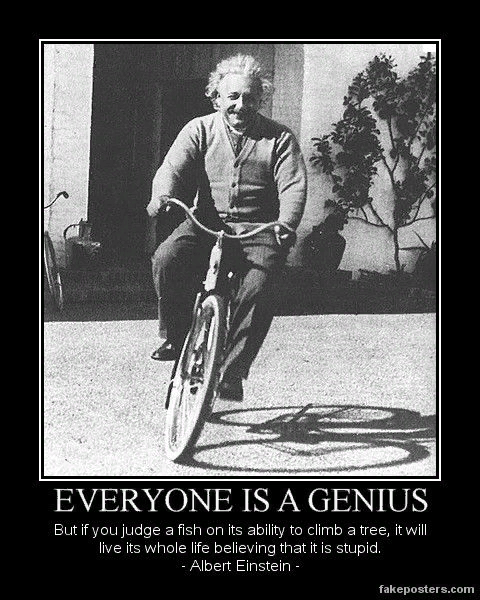 EVERYONE IS A GENIUS
But if you judge a fish on its ability to climb a tree, it will
live its whole life believing that it is stupid.
- Albert Einstein -
fakeposters.com